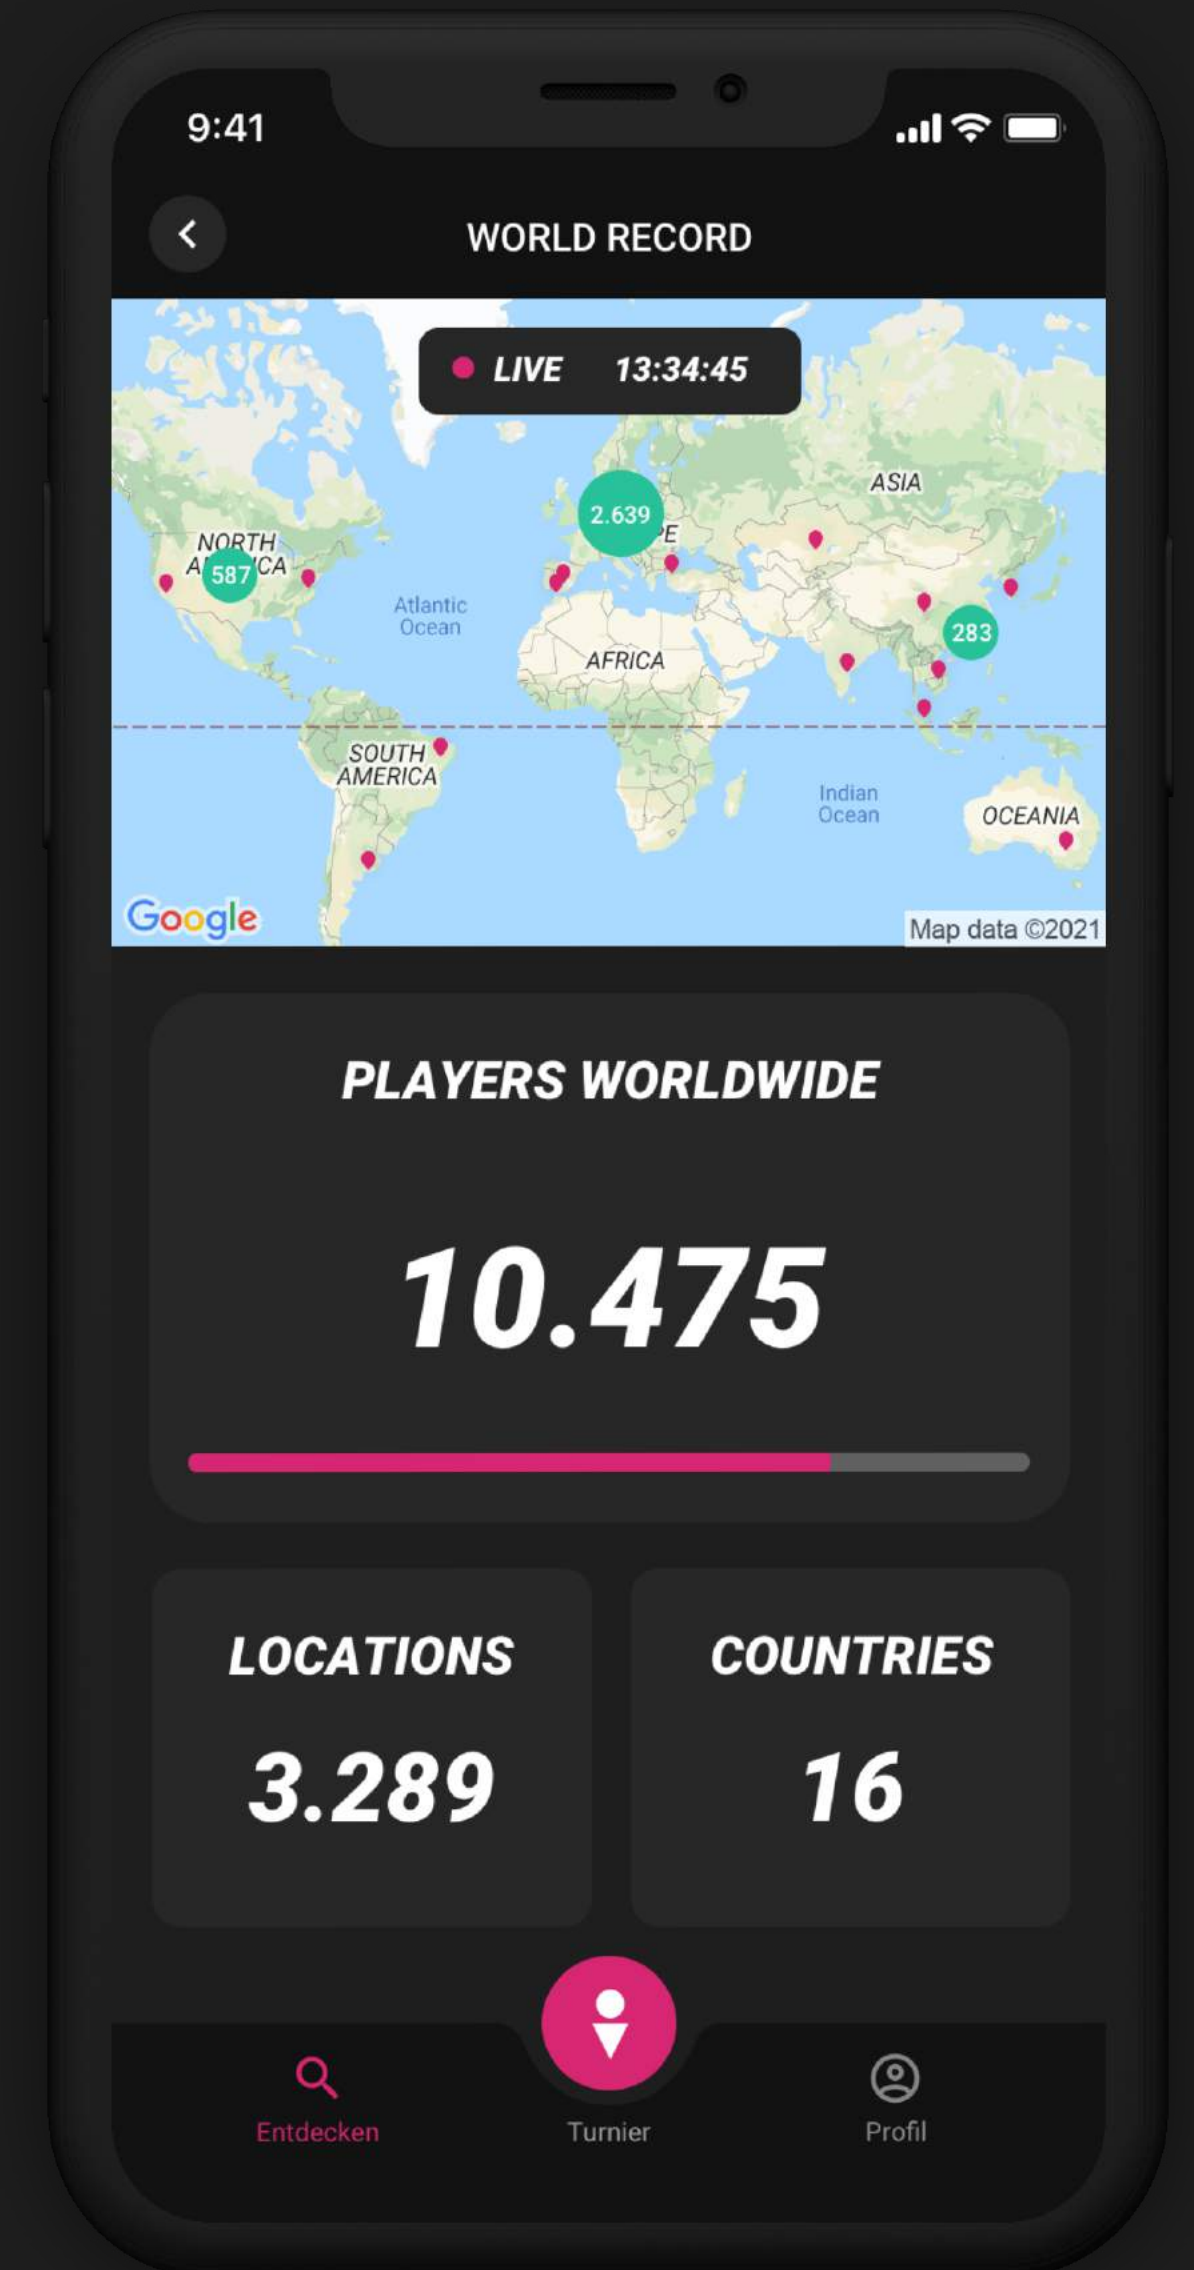 9:41
WORLD RECORD
LIVE 13:34:45
ASIA
2.639
NORTH
587
Atlantic
Ocean
283
AFRICA
SOUTH
AMERICA
Indian
Ocean
OCEANIA
Google
Map data ©2021
PLAYERS WORLDWIDE
10.475
LOCATIONS
COUNTRIES
3.289
16
Entdecken
Turnier
Profil